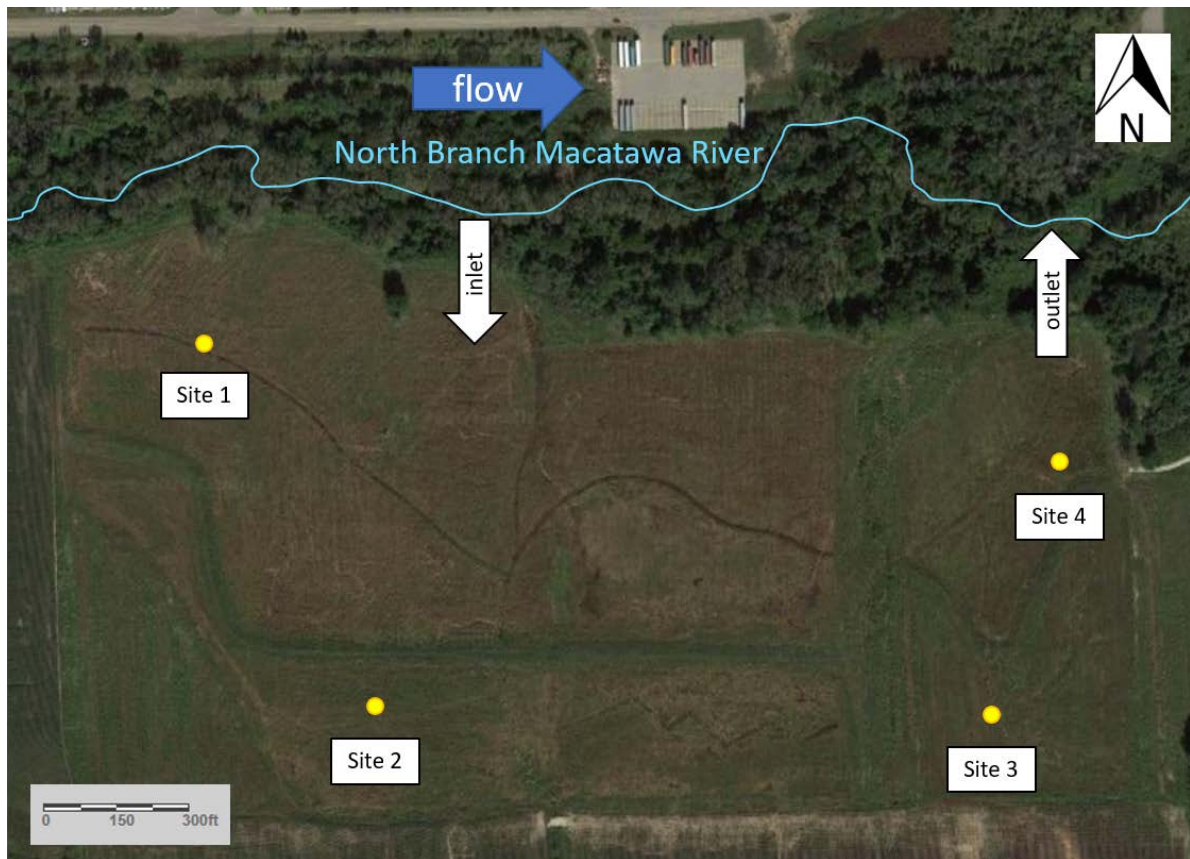 flow
N
North Branch Macatawa River
inlet
outlet
Site 1
Site 4
Site 2
Site 3
0 150 300ft